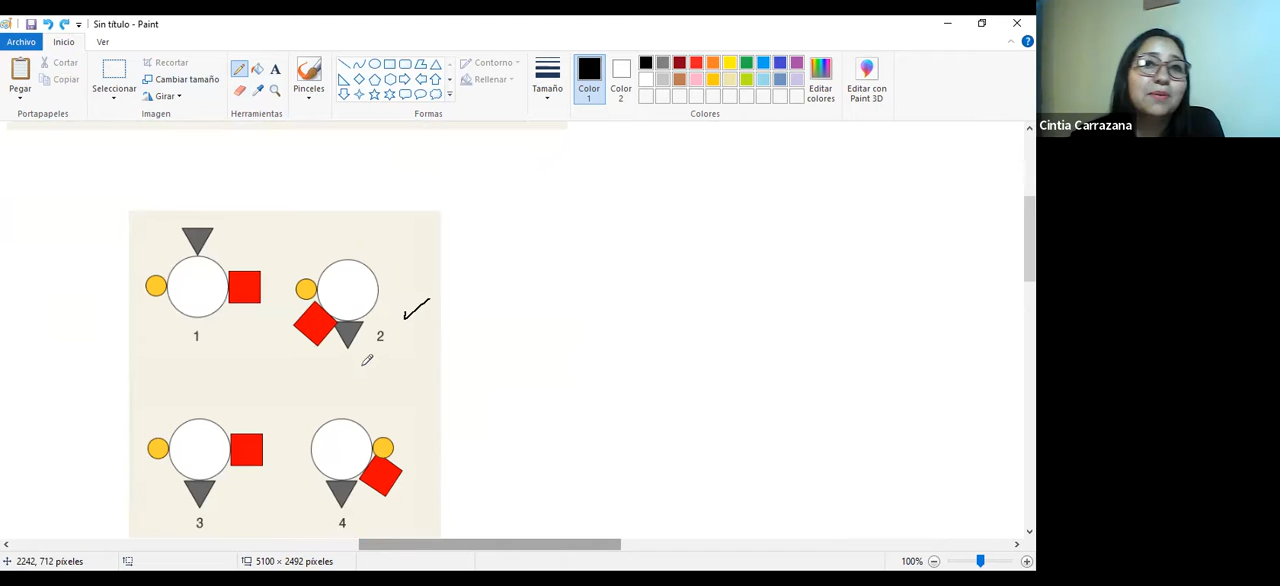 Sin título - Paint
Archivo Inicio Ver
Pegar
Cortar
Copiar
Portapapeles
Seleccionar
Recortar
Cambiar tamaño
Girar
Imagen
A
Herramientas
Pinceles
Contorno
Rellenar
Formas
Tamaño
Color
1
Color
2
Editar
colores
Editar con
Paint 3D
Colores
Cintia Carrazana
1
2
3
4
2242, 712 píxeles
5100 × 2492 píxeles
100%